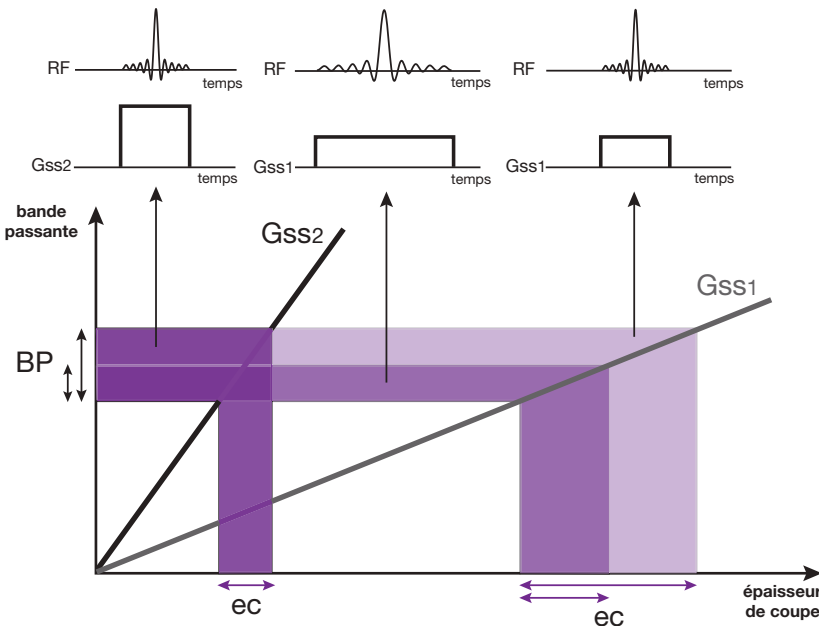 RF
temps
RF
temps
RF
temps
Gss2
temps
Gss1
temps
Gss1
temps
bande
passante
Gss2
Gss1
BP
ec
ec
épaisseur
de coupe